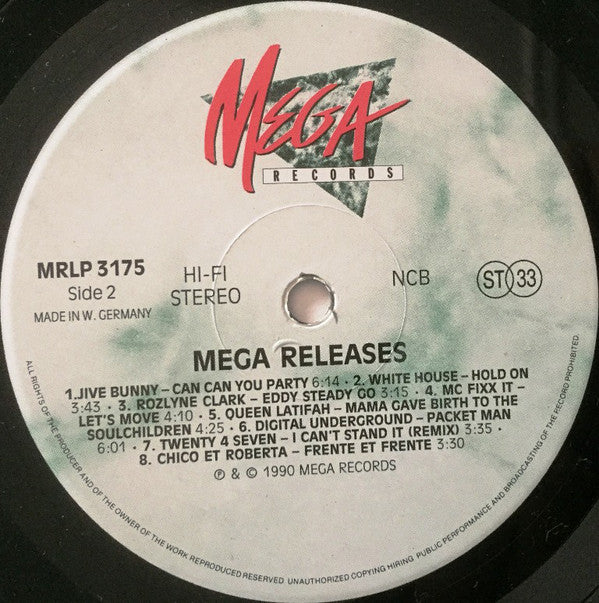 MEGA
RECORDS
MRLP 3175
Side 2
MADE IN W. GERMANY
HI-FI
STEREO
NCB
ST 33
MEGA RELEASES
1.JIVE BUNNY – CAN CAN YOU PARTY 6:14 · 2. WHITE HOUSE – HOLD ON
3:43 · 3. ROZLYNE CLARK – EDDY STEADY GO 3:15 · 4. MC FIXX IT –
LET'S MOVE 4:10 · 5. QUEEN LATIFAH – MAMA GAVE BIRTH TO THE
SOULCHILDREN 4:25 · 6. DIGITAL UNDERGROUND – PACKET MAN
6:01 · 7. TWENTY 4 SEVEN – I CAN'T STAND IT (REMIX) 3:35 ·
8. CHICO ET ROBERTA – FRENTE ET FRENTE 3:30
℗ & © 1990 MEGA RECORDS
ALL RIGHTS OF THE PRODUCER AND OF THE OWNER OF THE WORK REPRODUCED RESERVED. UNAUTHORIZED COPYING HIRING. PUBLIC PERFORMANCE AND BROADCASTING OF THE RECORD PROHIBITED.